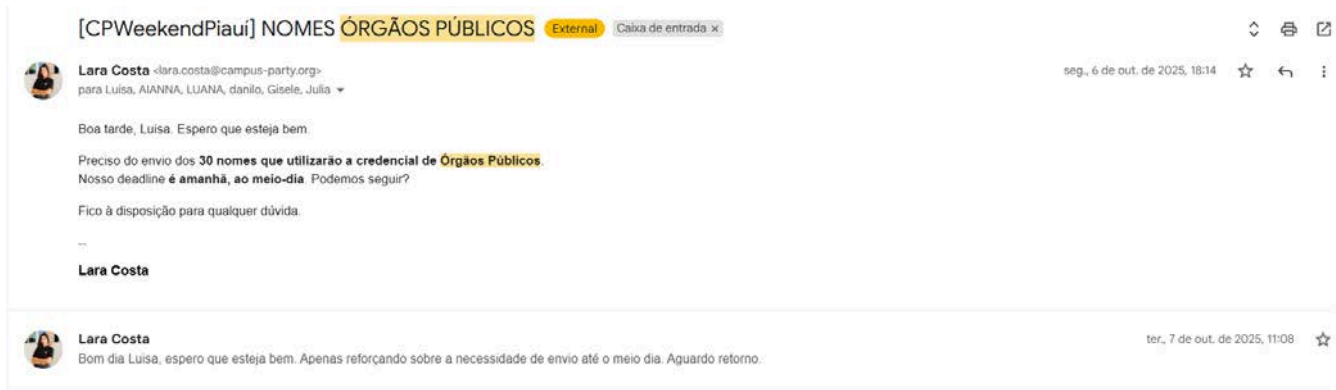 [CPWeekendPiauí] NOMES ÓRGÃOS PÚBLICOS External Caixa de entrada x
Lara Costa <lara.costa@campus-party.org> seg., 6 de out. de 2025, 18:14
para Luisa, AIANNA, LUANA, danilo, Gisele, Julia
Boa tarde, Luisa. Espero que esteja bem.
Preciso do envio dos 30 nomes que utilizarão a credencial de Órgãos Públicos.
Nosso deadline é amanhã, ao meio-dia. Podemos seguir?
Fico à disposição para qualquer dúvida.
--
Lara Costa
Lara Costa ter., 7 de out. de 2025, 11:08
Bom dia Luisa, espero que esteja bem. Apenas reforçando sobre a necessidade de envio até o meio dia. Aguardo retorno.